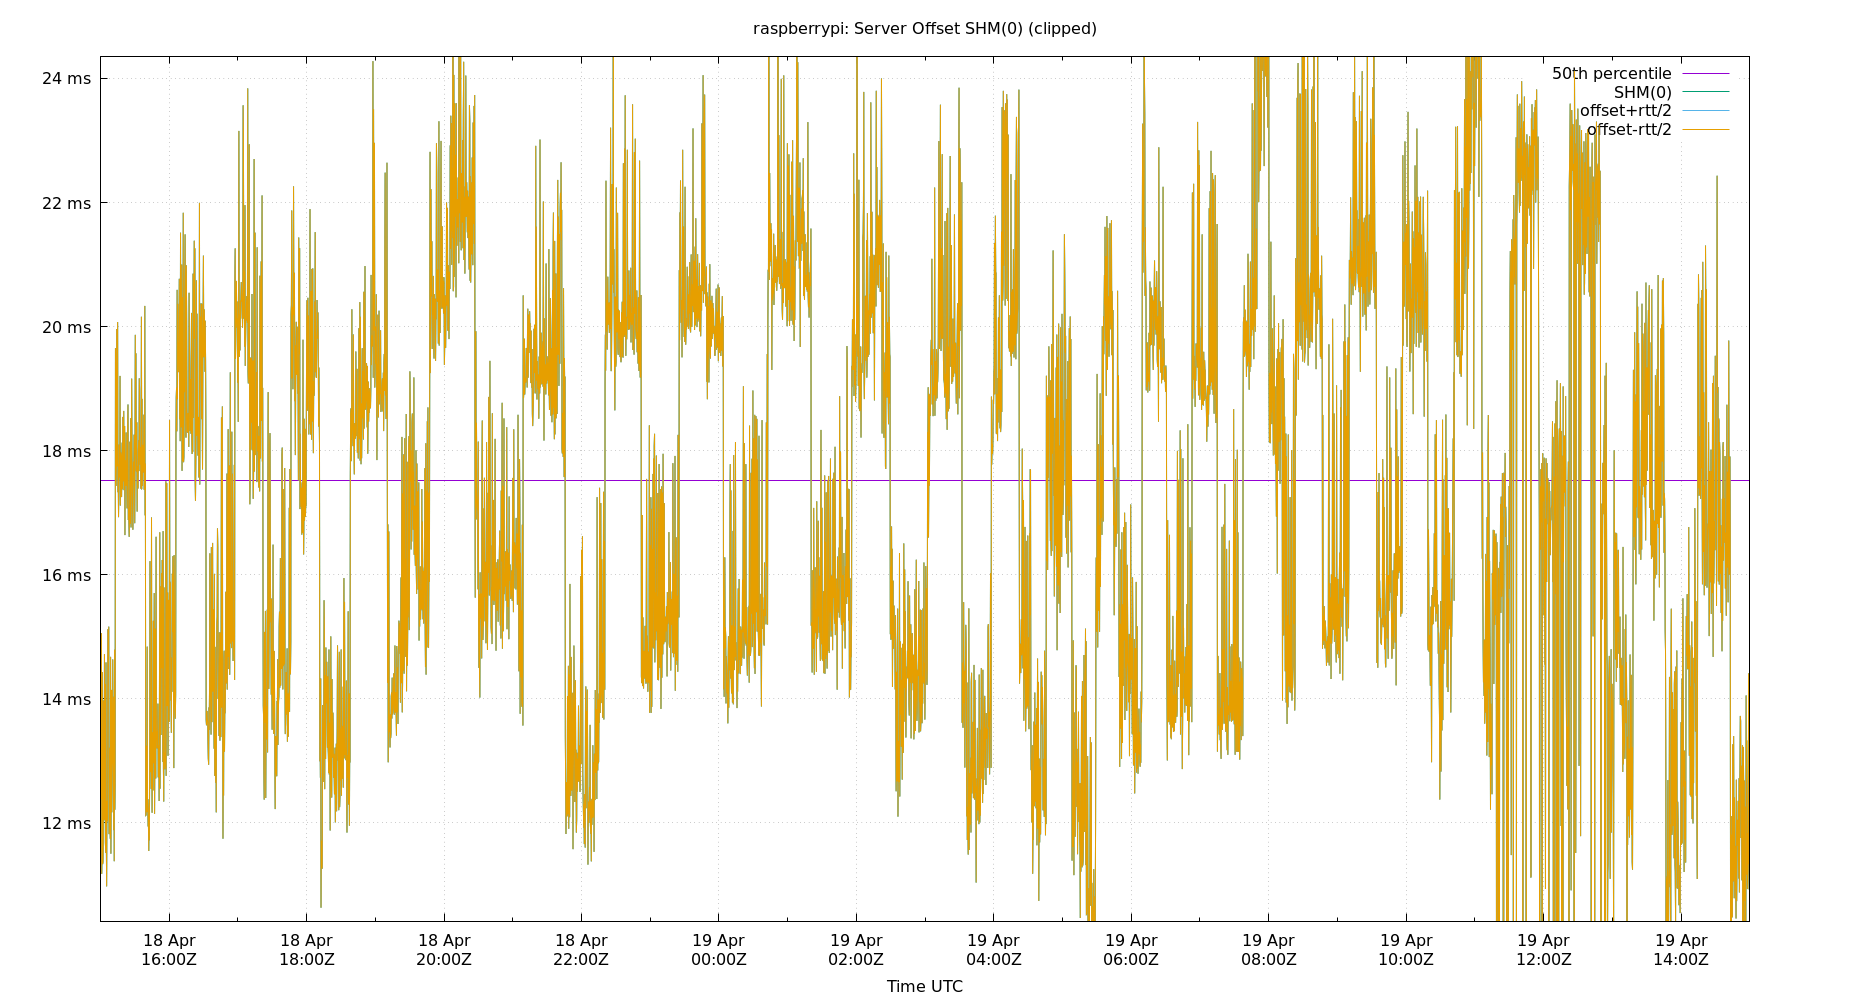 raspberrypi: Server Offset SHM(0) (clipped)
24 ms
22 ms
20 ms
18 ms
16 ms
14 ms
12 ms
50th percentile
SHM(0)
offset+rtt/2
offset-rtt/2
18 Apr 18 Apr 18 Apr 18 Apr 19 Apr 19 Apr 19 Apr 19 Apr 19 Apr 19 Apr 19 Apr 19 Apr
16:00Z 18:00Z 20:00Z 22:00Z 00:00Z 02:00Z 04:00Z 06:00Z 08:00Z 10:00Z 12:00Z 14:00Z
Time UTC